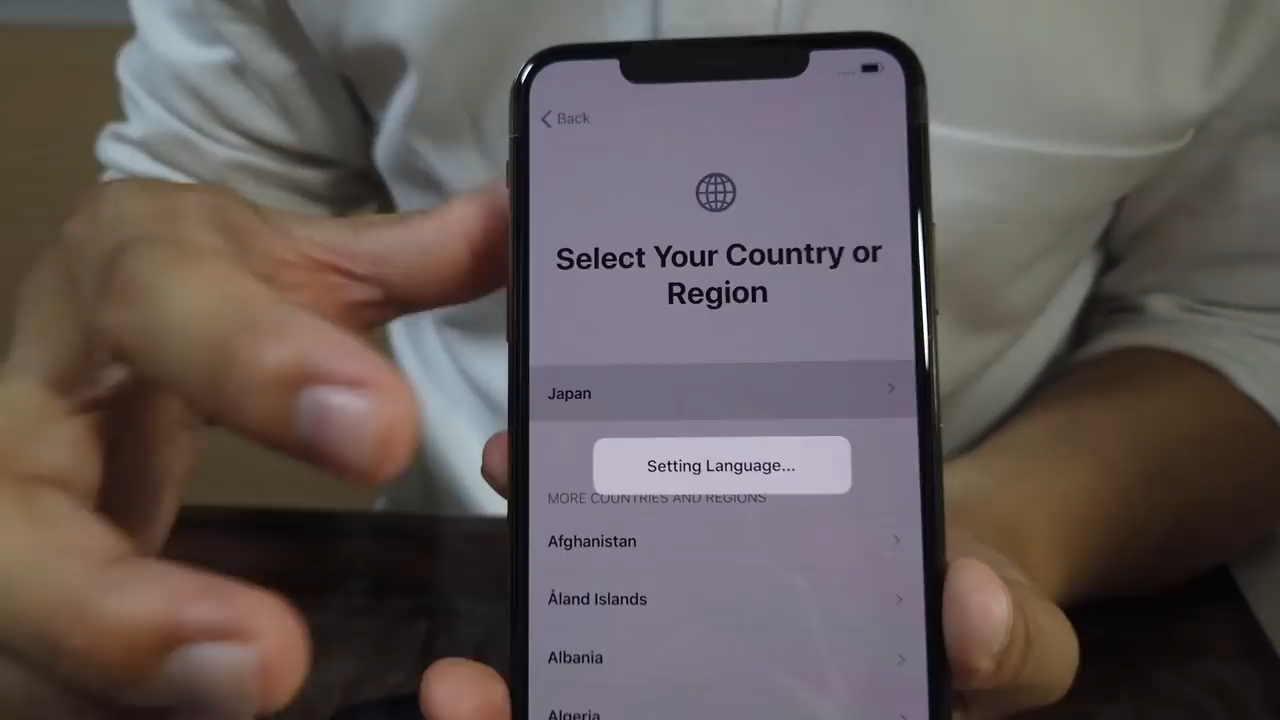 Back
Select Your Country or
Region
Japan
Setting Language...
MORE COUNTRIES AND REGIONS
Afghanistan
Åland Islands
Albania
Algeria